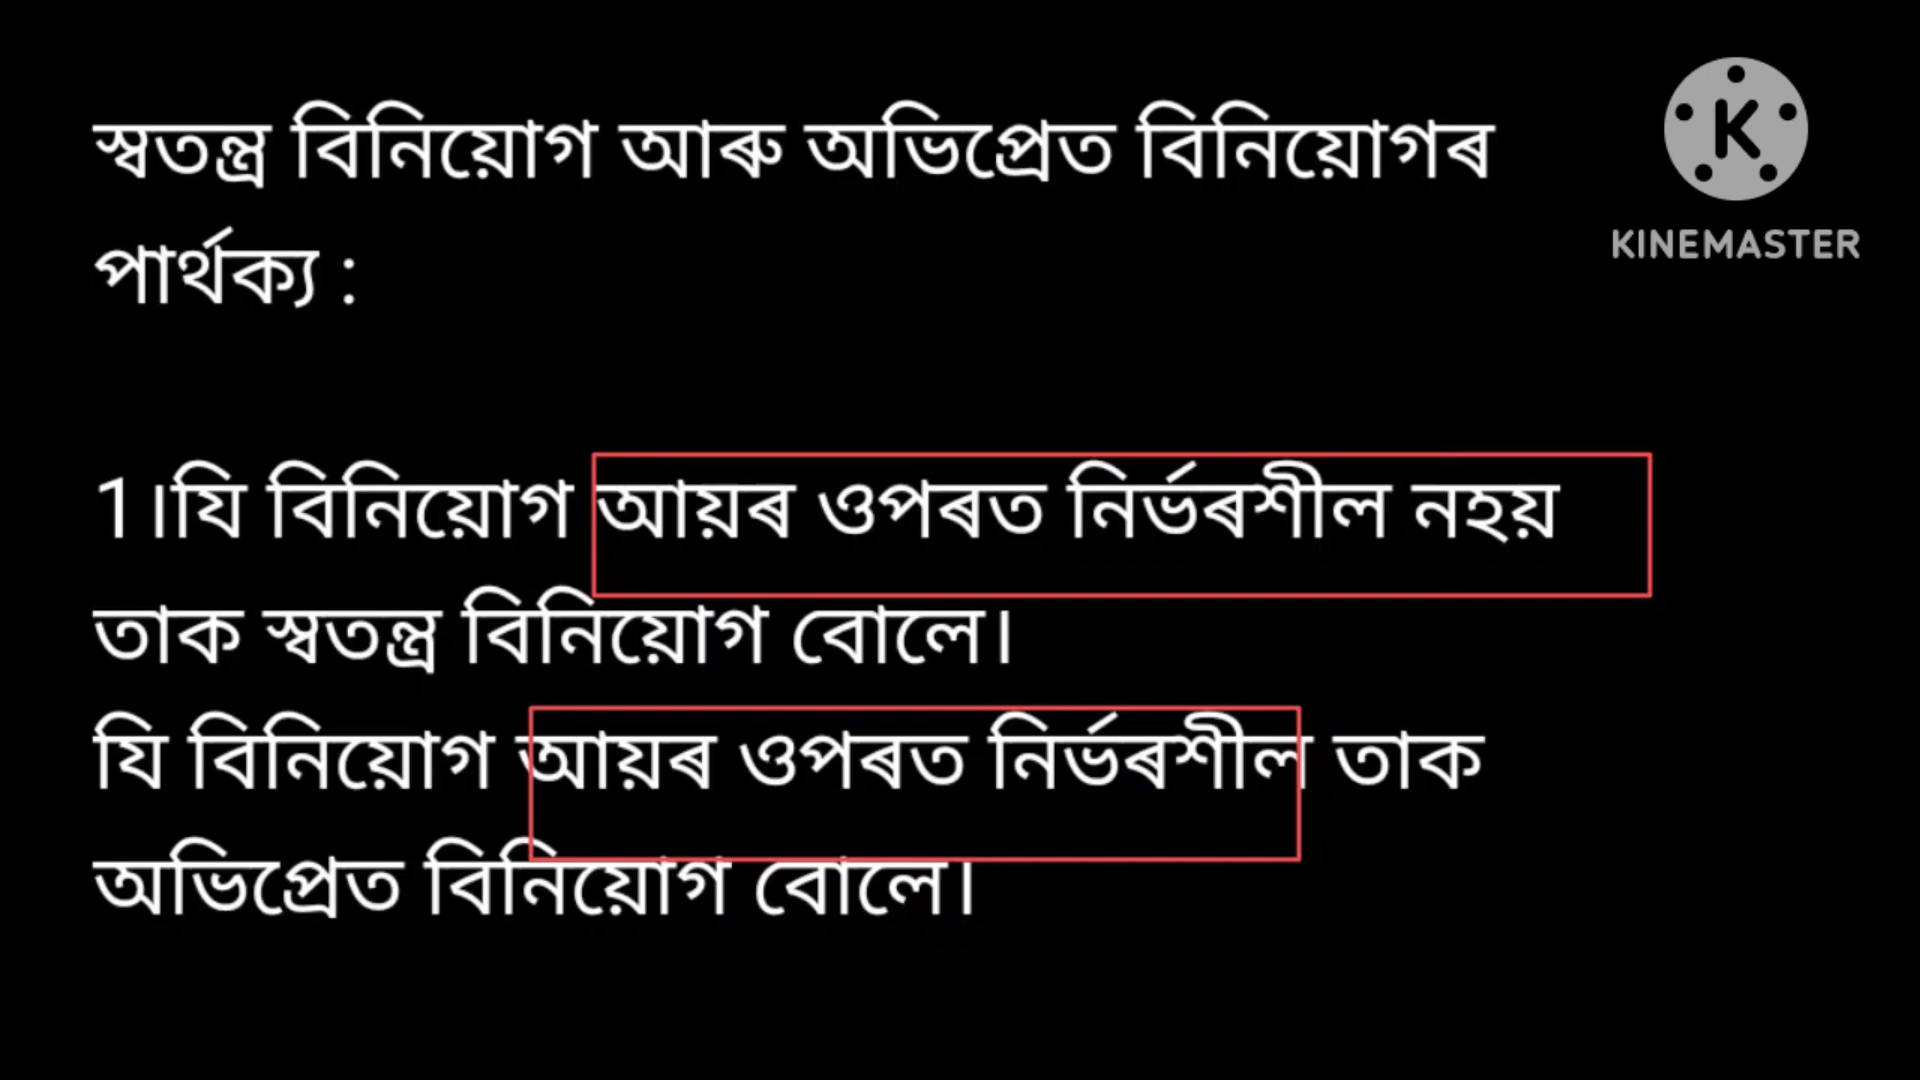 স্বতন্ত্র বিনিয়োগ আৰু অভিপ্ৰেত বিনিয়োগৰ
পাৰ্থক্য :
KINEMASTER
1।যি বিনিয়োগ আয়ৰ ওপৰত নিৰ্ভৰশীল নহয়
তাক স্বতন্ত্র বিনিয়োগ বোলে।
যি বিনিয়োগ আয়ৰ ওপৰত নিৰ্ভৰশীল তাক
অভিপ্ৰেত বিনিয়োগ বোলে।